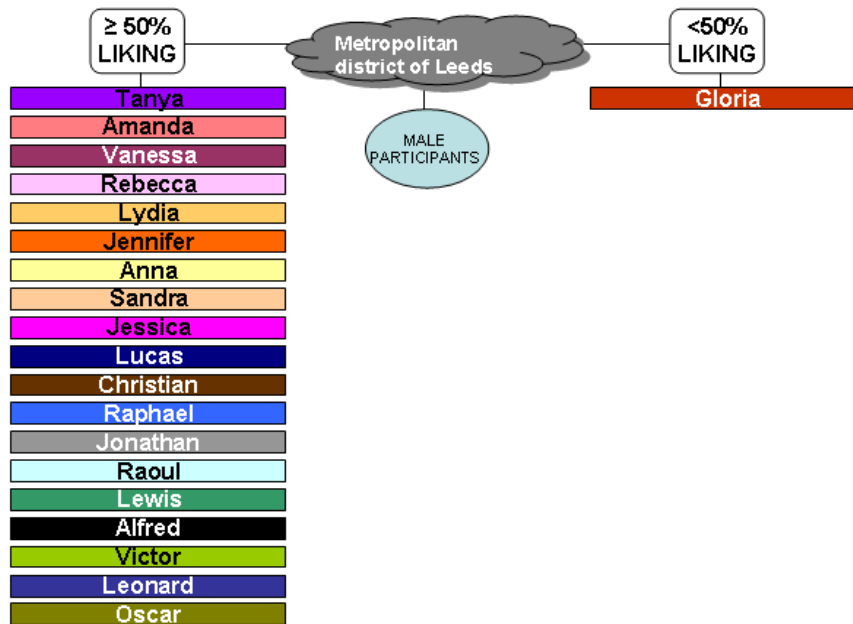 ≥ 50%
LIKING
Metropolitan
district of Leeds
<50%
LIKING
MALE
PARTICIPANTS
Tanya
Amanda
Vanessa
Rebecca
Lydia
Jennifer
Anna
Sandra
Jessica
Lucas
Christian
Raphael
Jonathan
Raoul
Lewis
Alfred
Victor
Leonard
Oscar
Gloria